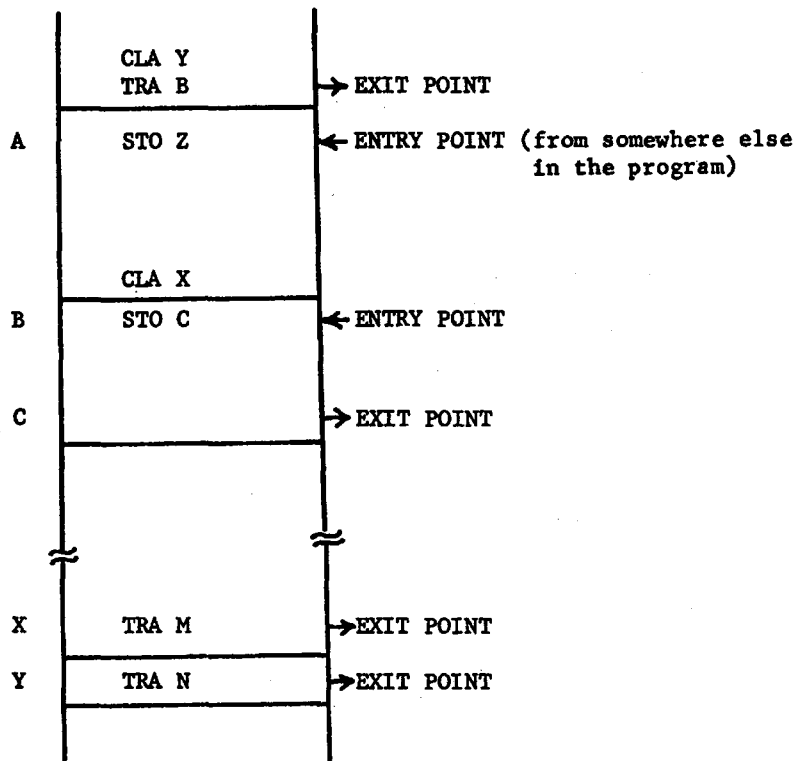 CLA Y
TRA B EXIT POINT
A STO Z ENTRY POINT (from somewhere else
in the program)
CLA X
B STO C ENTRY POINT
C EXIT POINT
X TRA M EXIT POINT
Y TRA N EXIT POINT